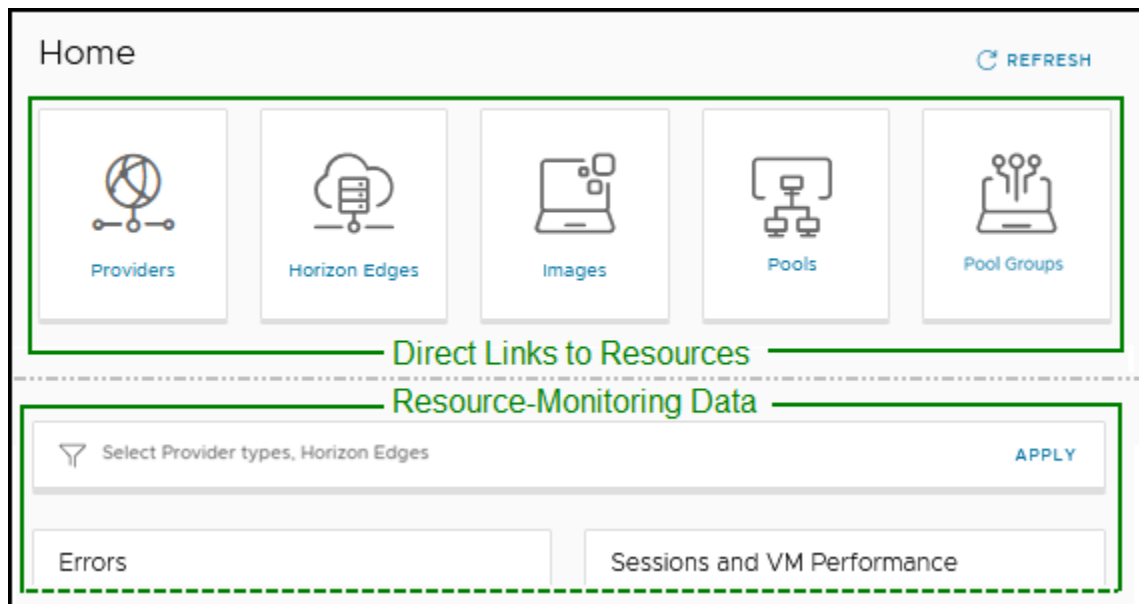 Home
REFRESH
Providers
Horizon Edges
Images
Pools
Pool Groups
Direct Links to Resources
Resource-Monitoring Data
Select Provider types, Horizon Edges
APPLY
Errors
Sessions and VM Performance